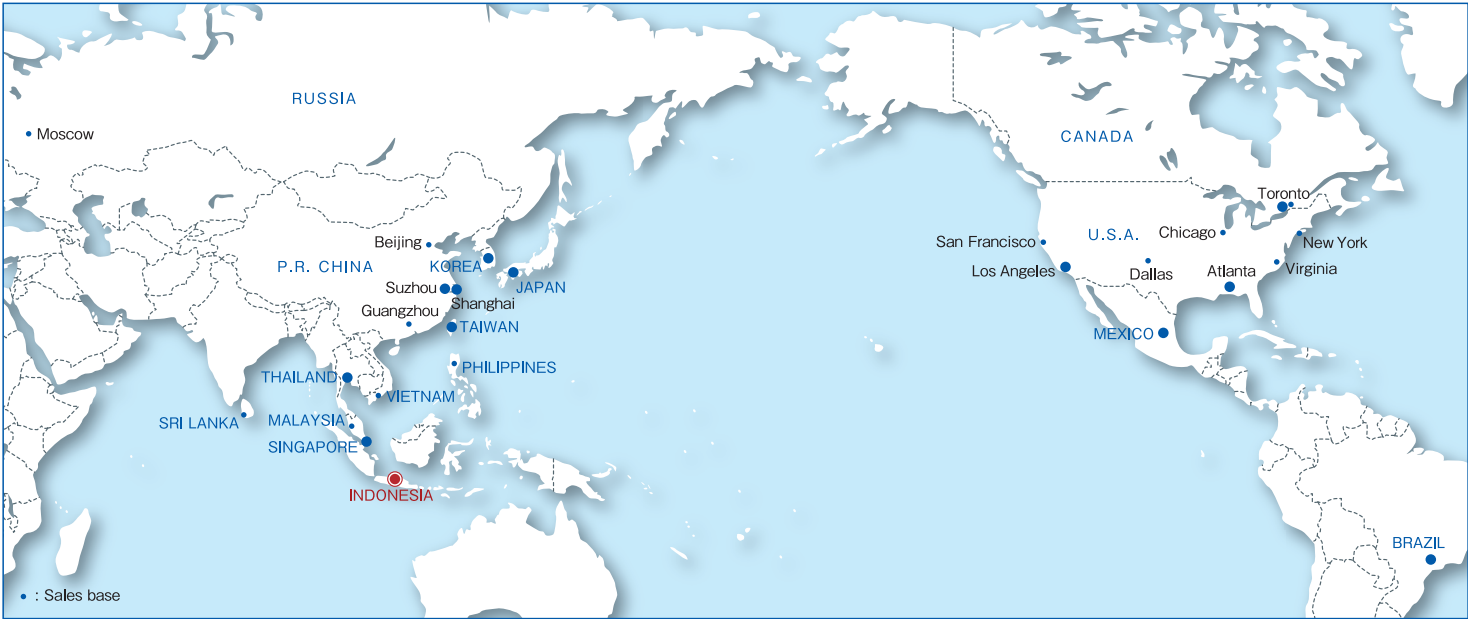 RUSSIA
Moscow
CANADA
Toronto
Beijing
San Francisco
U.S.A.
Chicago
New York
P.R. CHINA
KOREA
Los Angeles
Dallas
Atlanta
Virginia
Suzhou
JAPAN
Shanghai
Guangzhou
TAIWAN
MEXICO
PHILIPPINES
THAILAND
VIETNAM
SRI LANKA
MALAYSIA
SINGAPORE
INDONESIA
BRAZIL
: Sales base